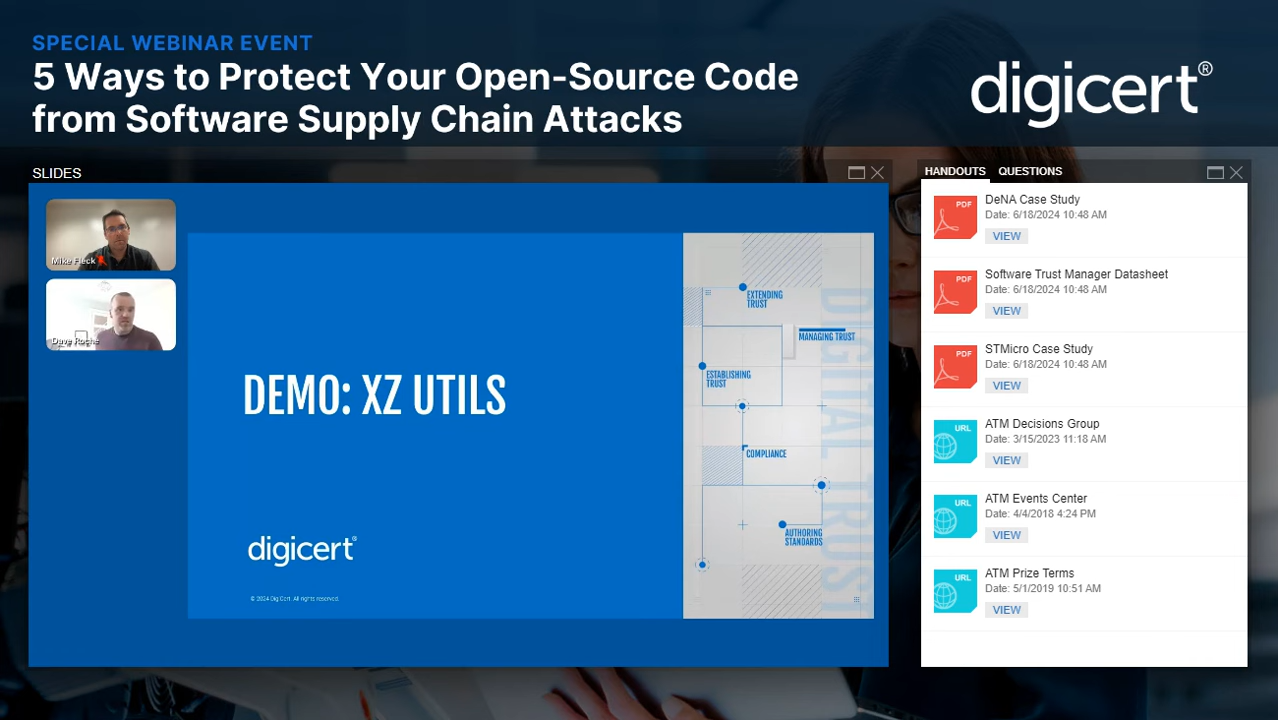 SPECIAL WEBINAR EVENT
5 Ways to Protect Your Open-Source Code
from Software Supply Chain Attacks
digicert®
SLIDES
Mike Fleck
Dave Roche
DEMO: XZ UTILS
digicert®
© 2024 DigiCert. All rights reserved.
EXTENDING
TRUST
MANAGING TRUST
ESTABLISHING
TRUST
COMPLIANCE
AUTHORING
STANDARDS
DIGITAL TRUST
HANDOUTS QUESTIONS
PDF
DeNA Case Study
Date: 6/18/2024 10:48 AM
VIEW
PDF
Software Trust Manager Datasheet
Date: 6/18/2024 10:48 AM
VIEW
PDF
STMicro Case Study
Date: 6/18/2024 10:48 AM
VIEW
URL
ATM Decisions Group
Date: 3/15/2023 11:18 AM
VIEW
URL
ATM Events Center
Date: 4/4/2018 4:24 PM
VIEW
URL
ATM Prize Terms
Date: 5/1/2019 10:51 AM
VIEW